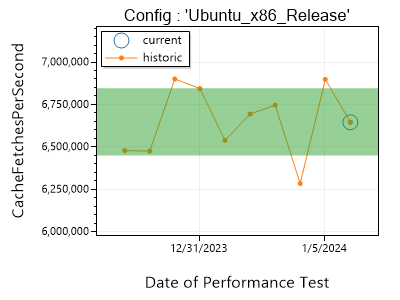 Config : 'Ubuntu_x86_Release'
current
historic
CacheFetchesPerSecond
7,000,000
6,750,000
6,500,000
6,250,000
6,000,000
12/31/2023
1/5/2024
Date of Performance Test